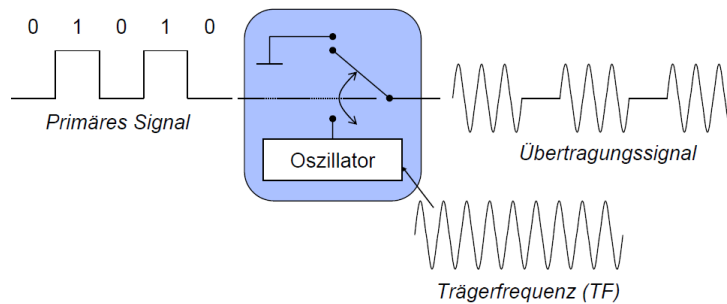 0 1 0 1 0
Primäres Signal
Oszillator
Übertragungssignal
Trägerfrequenz (TF)